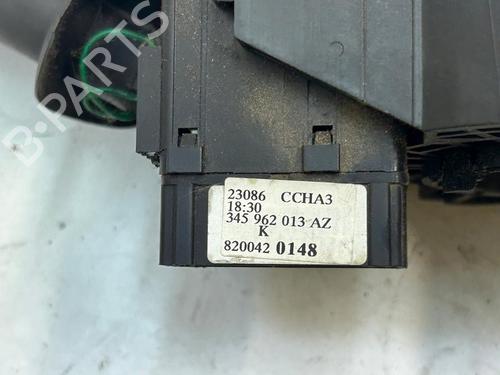 B-PARTS
23086 CCHA3
18:30
345 962 013 AZ
K
820042 0148